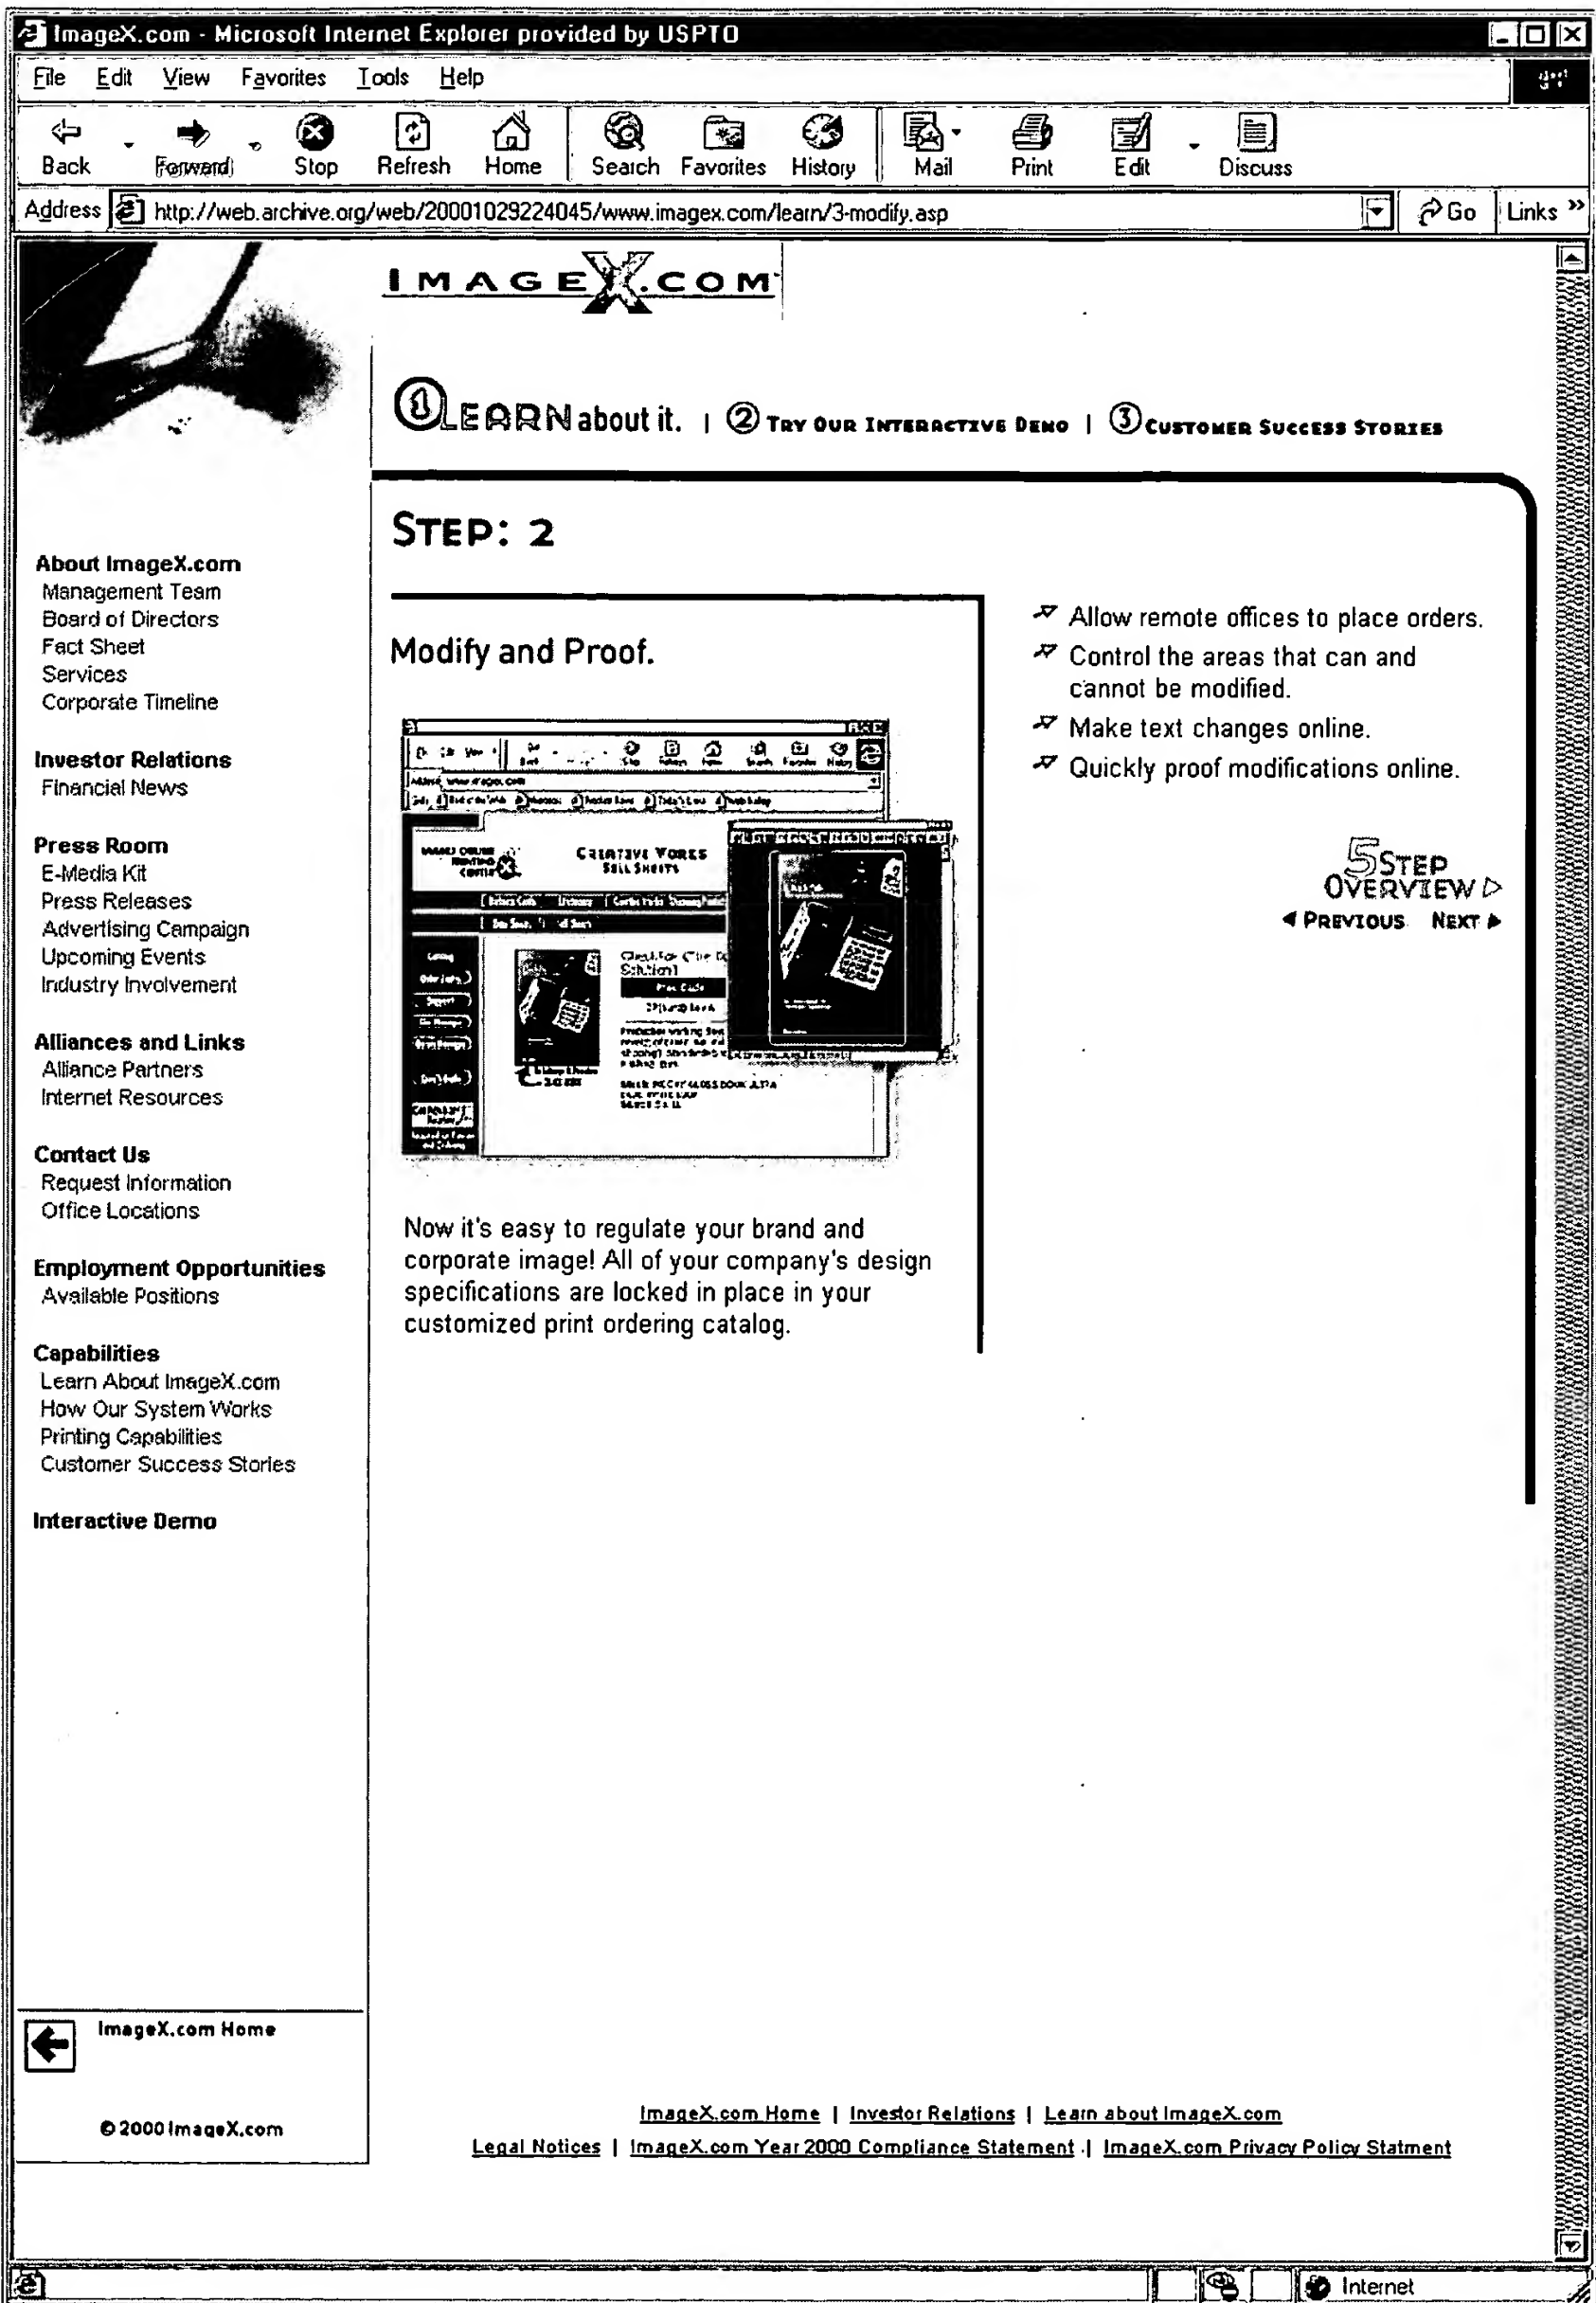 ImageX.com - Microsoft Internet Explorer provided by USPTO
File Edit View Favorites Tools Help
Back Forward Stop Refresh Home Search Favorites History Mail Print Edit Discuss
Address http://web.archive.org/web/20001029224045/www.imagex.com/learn/3-modify.asp Go Links »
IMAGEX.COM
1 LEARN about it. | 2 TRY OUR INTERACTIVE DEMO | 3 CUSTOMER SUCCESS STORIES
About ImageX.com
Management Team
Board of Directors
Fact Sheet
Services
Corporate Timeline
Investor Relations
Financial News
Press Room
E-Media Kit
Press Releases
Advertising Campaign
Upcoming Events
Industry Involvement
Alliances and Links
Alliance Partners
Internet Resources
Contact Us
Request Information
Office Locations
Employment Opportunities
Available Positions
Capabilities
Learn About ImageX.com
How Our System Works
Printing Capabilities
Customer Success Stories
Interactive Demo
STEP: 2
Modify and Proof.
CREATIVE WORKS
SELL SHEETS
Now it's easy to regulate your brand and
corporate image! All of your company's design
specifications are locked in place in your
customized print ordering catalog.
Allow remote offices to place orders.
Control the areas that can and
cannot be modified.
Make text changes online.
Quickly proof modifications online.
5 STEP
OVERVIEW
PREVIOUS NEXT
ImageX.com Home
© 2000 ImageX.com
ImageX.com Home | Investor Relations | Learn about ImageX.com
Legal Notices | ImageX.com Year 2000 Compliance Statement | ImageX.com Privacy Policy Statment
Internet